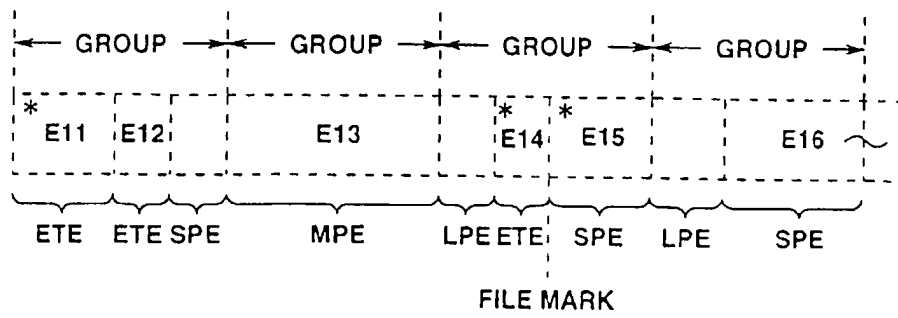 GROUP GROUP GROUP GROUP
* E11 E12 E13 * E14 * E15 E16
ETE ETE SPE MPE LPE ETE SPE LPE SPE
FILE MARK